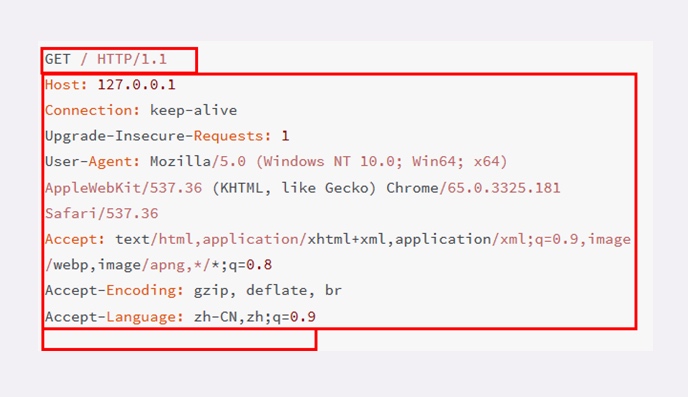 GET / HTTP/1.1
Host: 127.0.0.1
Connection: keep-alive
Upgrade-Insecure-Requests: 1
User-Agent: Mozilla/5.0 (Windows NT 10.0; Win64; x64)
AppleWebKit/537.36 (KHTML, like Gecko) Chrome/65.0.3325.181
Safari/537.36
Accept: text/html,application/xhtml+xml,application/xml;q=0.9,image
/webp,image/apng,*/*;q=0.8
Accept-Encoding: gzip, deflate, br
Accept-Language: zh-CN,zh;q=0.9